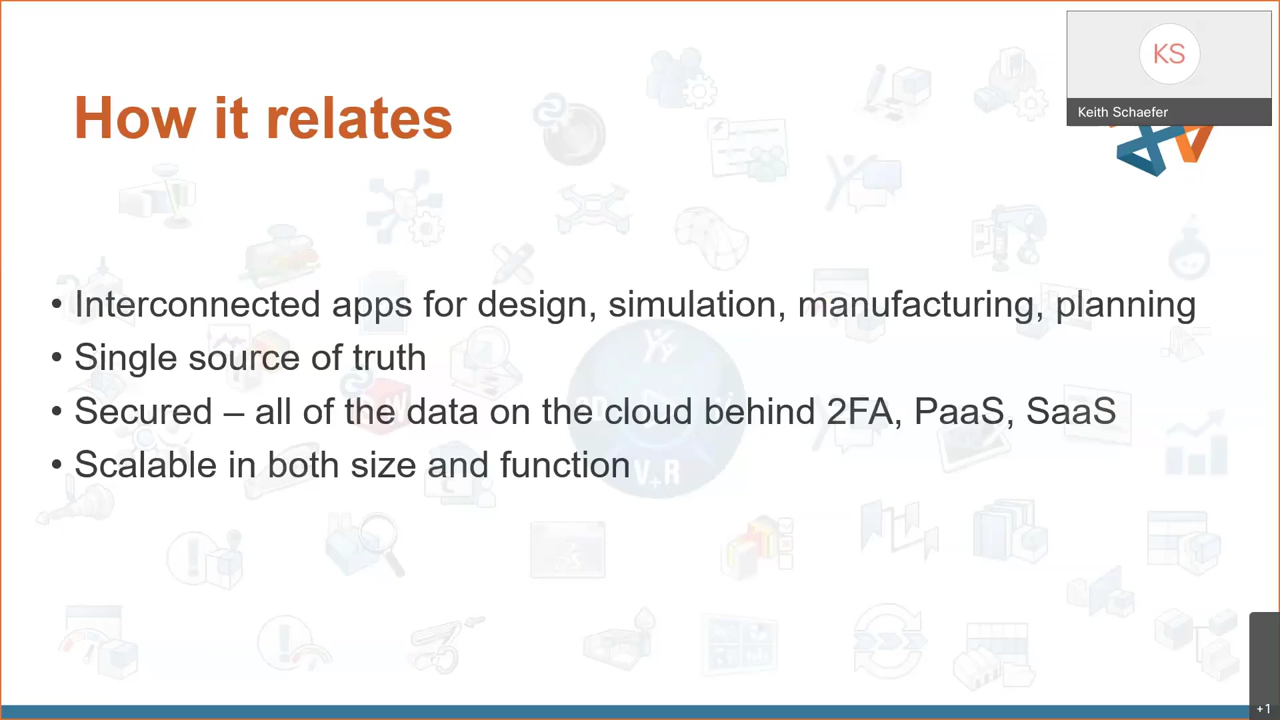 KS
Keith Schaefer
How it relates
• Interconnected apps for design, simulation, manufacturing, planning
• Single source of truth
• Secured – all of the data on the cloud behind 2FA, PaaS, SaaS
• Scalable in both size and function
V+R
+1